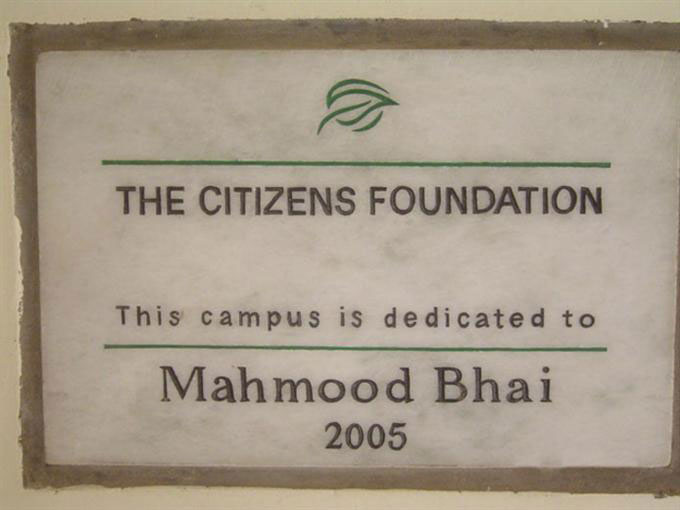 THE CITIZENS FOUNDATION
This campus is dedicated to
Mahmood Bhai
2005